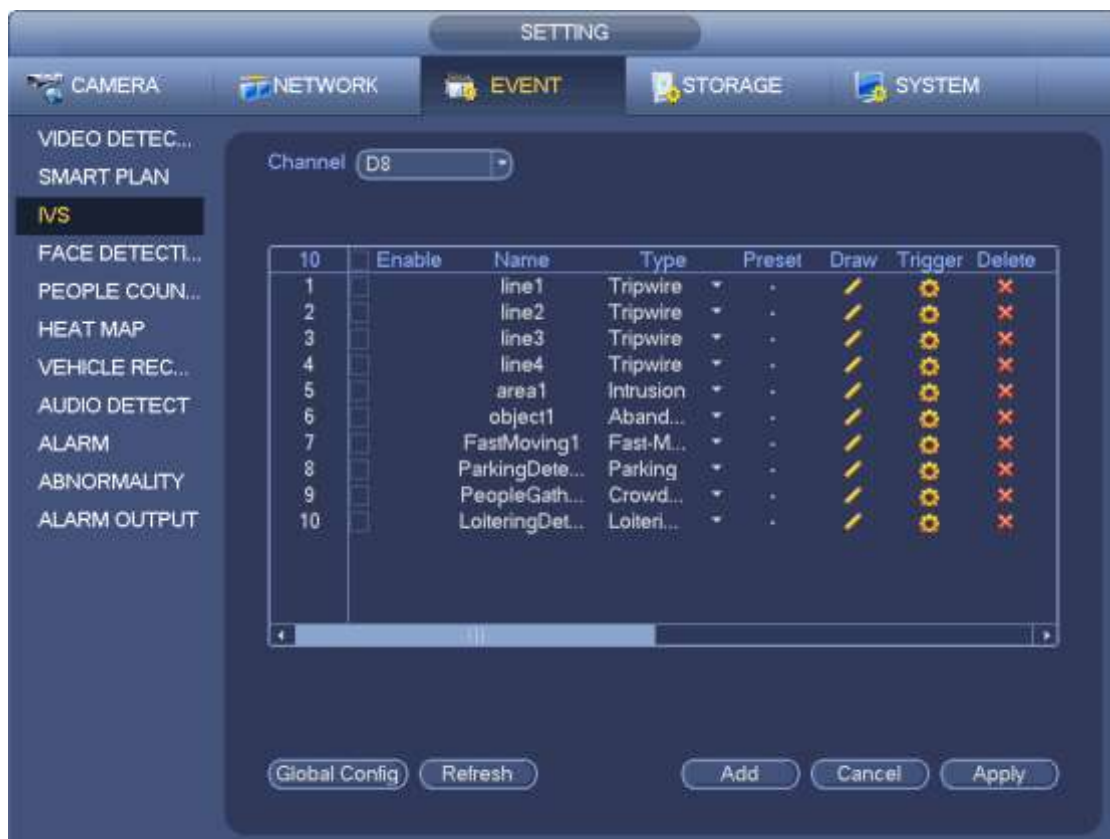 SETTING
CAMERA NETWORK EVENT STORAGE SYSTEM
VIDEO DETEC...
SMART PLAN
IVS
FACE DETECTI...
PEOPLE COUN...
HEAT MAP
VEHICLE REC...
AUDIO DETECT
ALARM
ABNORMALITY
ALARM OUTPUT
Channel D8
10 Enable Name Type Preset Draw Trigger Delete
1 line1 Tripwire -
2 line2 Tripwire -
3 line3 Tripwire -
4 line4 Tripwire -
5 area1 Intrusion -
6 object1 Aband... -
7 FastMoving1 Fast-M... -
8 ParkingDete... Parking -
9 PeopleGath... Crowd... -
10 LoiteringDet... Loiteri... -
Global Config Refresh Add Cancel Apply